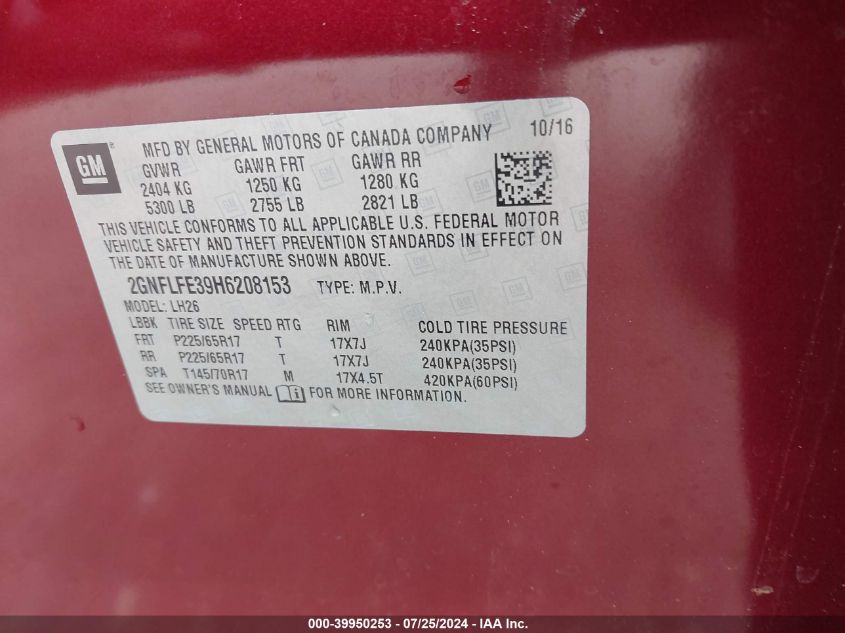 GM ®
MFD BY GENERAL MOTORS OF CANADA COMPANY 10/16
GVWR GAWR FRT GAWR RR
2404 KG 1250 KG 1280 KG
5300 LB 2755 LB 2821 LB
THIS VEHICLE CONFORMS TO ALL APPLICABLE U.S. FEDERAL MOTOR
VEHICLE SAFETY AND THEFT PREVENTION STANDARDS IN EFFECT ON
THE DATE OF MANUFACTURE SHOWN ABOVE.
2GNFLFE39H6208153 TYPE: M.P.V.
MODEL: LH26
LBBK TIRE SIZE SPEED RTG RIM COLD TIRE PRESSURE
FRT P225/65R17 T 17X7J 240KPA(35PSI)
RR P225/65R17 T 17X7J 240KPA(35PSI)
SPA T145/70R17 M 17X4.5T 420KPA(60PSI)
SEE OWNER'S MANUAL FOR MORE INFORMATION.
000-39950253 - 07/25/2024 - IAA Inc.